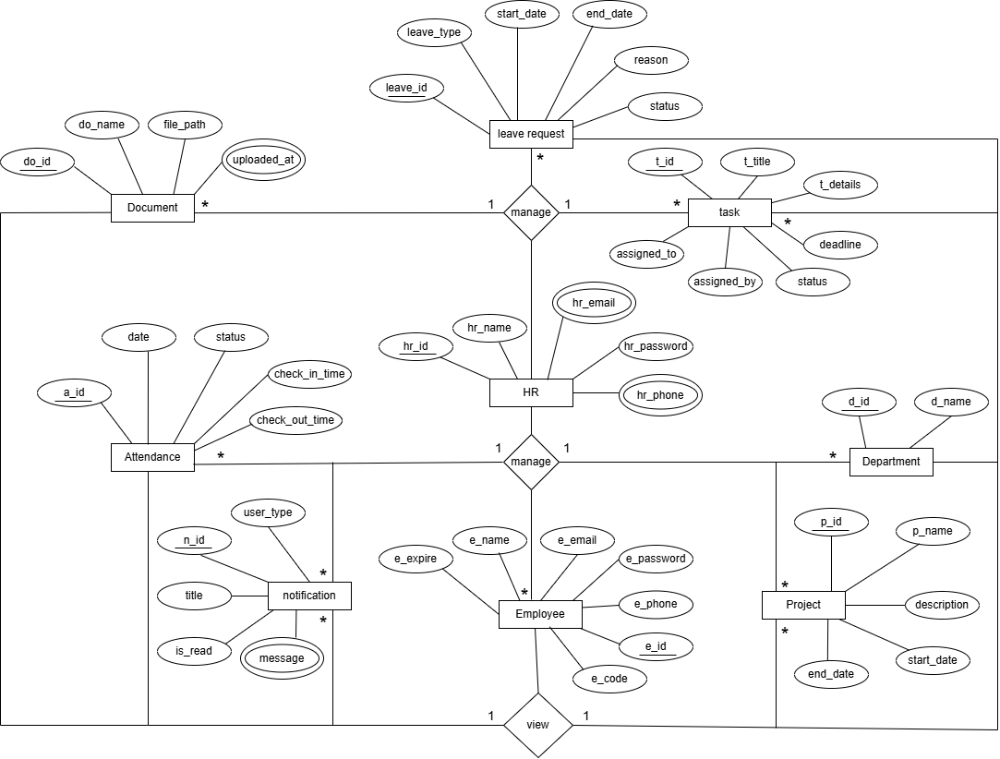 start_date
end_date
leave_type
reason
leave_id
status
leave request
*
do_name
file_path
do_id
uploaded_at
Document
*
1
manage
1
t_id
t_title
t_details
*
task
*
deadline
assigned_to
assigned_by
status
hr_email
hr_name
hr_id
hr_password
HR
hr_phone
date
status
a_id
check_in_time
check_out_time
Attendance
*
1
manage
1
d_id
d_name
*
Department
user_type
n_id
title
*
notification
*
is_read
message
e_name
e_email
e_expire
e_password
*
Employee
e_phone
e_id
e_code
p_id
p_name
*
Project
description
*
start_date
end_date
1
view
1